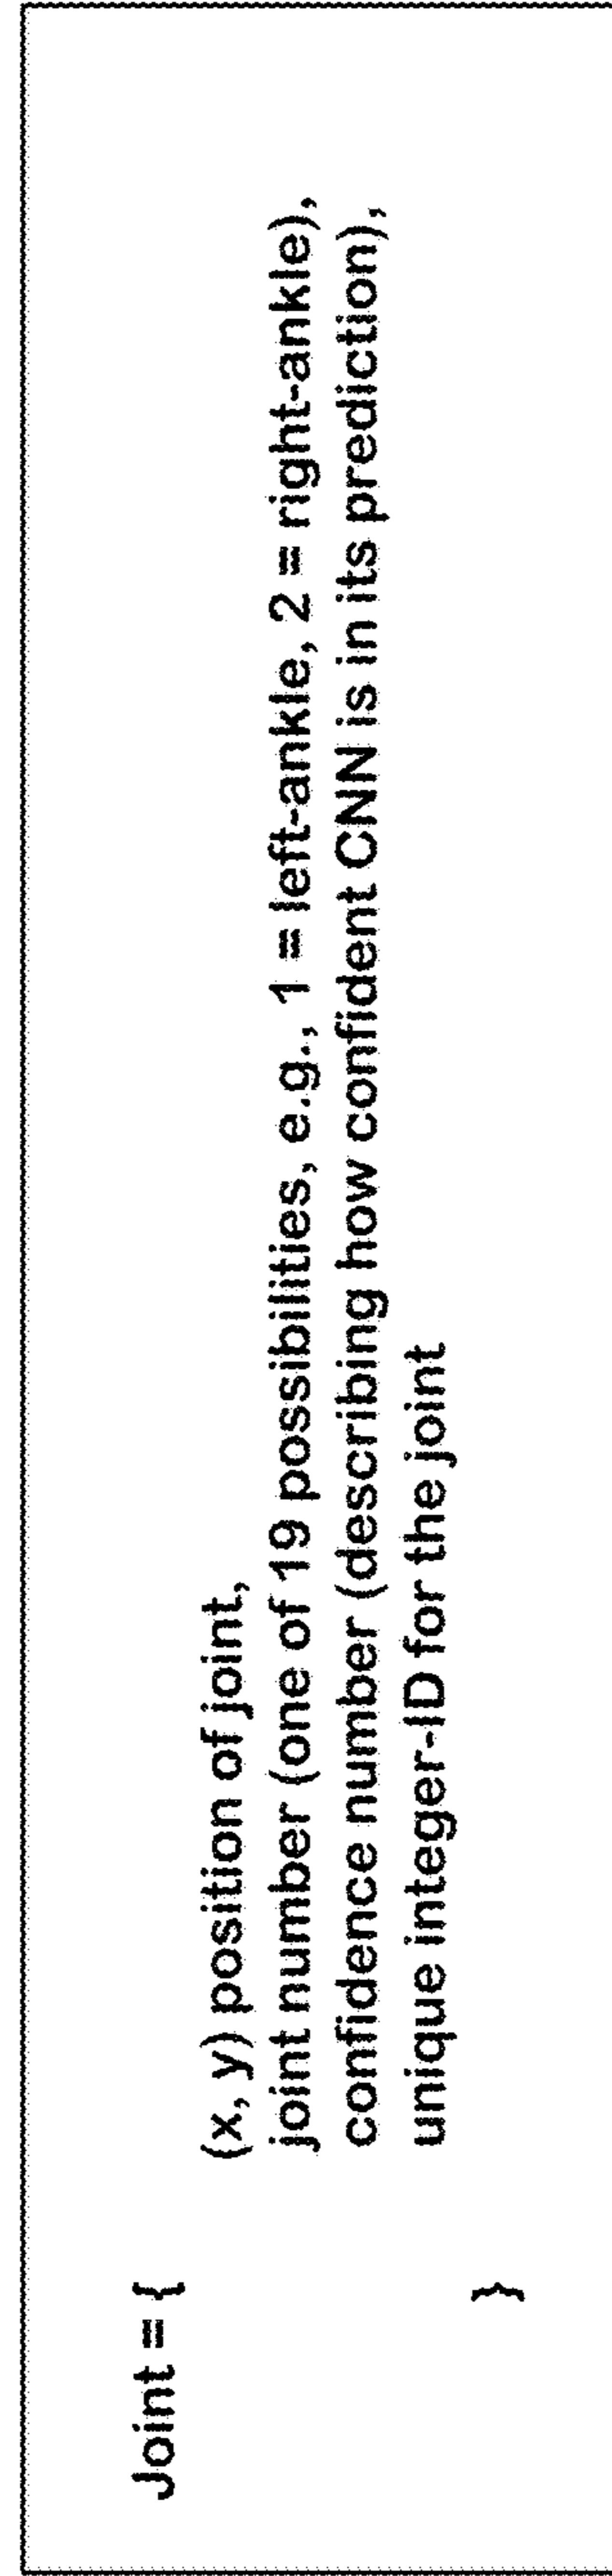 Joint = {
(x, y) position of joint,
joint number (one of 19 possibilities, e.g., 1 = left-ankle, 2 = right-ankle),
confidence number (describing how confident CNN is in its prediction),
unique integer-ID for the joint
}